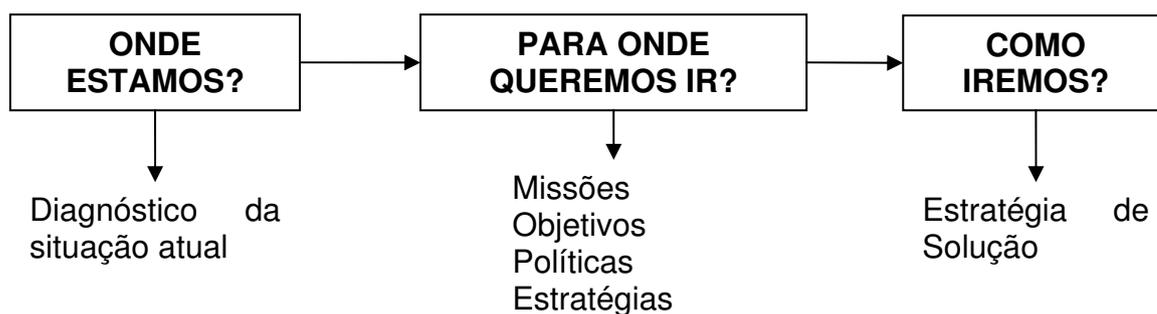 ONDE
ESTAMOS?
PARA ONDE
QUEREMOS IR?
COMO
IREMOS?
Diagnóstico da
situação atual
Missões
Objetivos
Políticas
Estratégias
Estratégia de
Solução